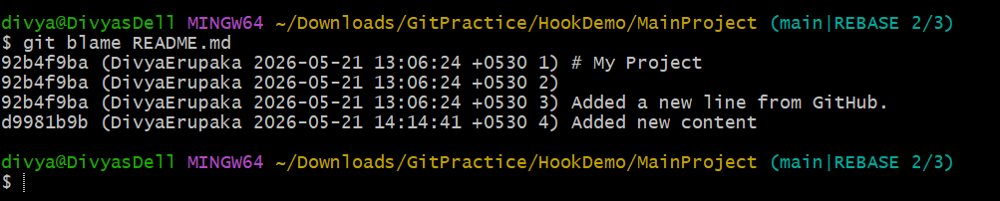 divya@DivyasDell MINGW64 ~/Downloads/GitPractice/HookDemo/MainProject (main|REBASE 2/3)
$ git blame README.md
92b4f9ba (DivyaErupaka 2026-05-21 13:06:24 +0530 1) # My Project
92b4f9ba (DivyaErupaka 2026-05-21 13:06:24 +0530 2)
92b4f9ba (DivyaErupaka 2026-05-21 13:06:24 +0530 3) Added a new line from GitHub.
d9981b9b (DivyaErupaka 2026-05-21 14:14:41 +0530 4) Added new content
divya@DivyasDell MINGW64 ~/Downloads/GitPractice/HookDemo/MainProject (main|REBASE 2/3)
$